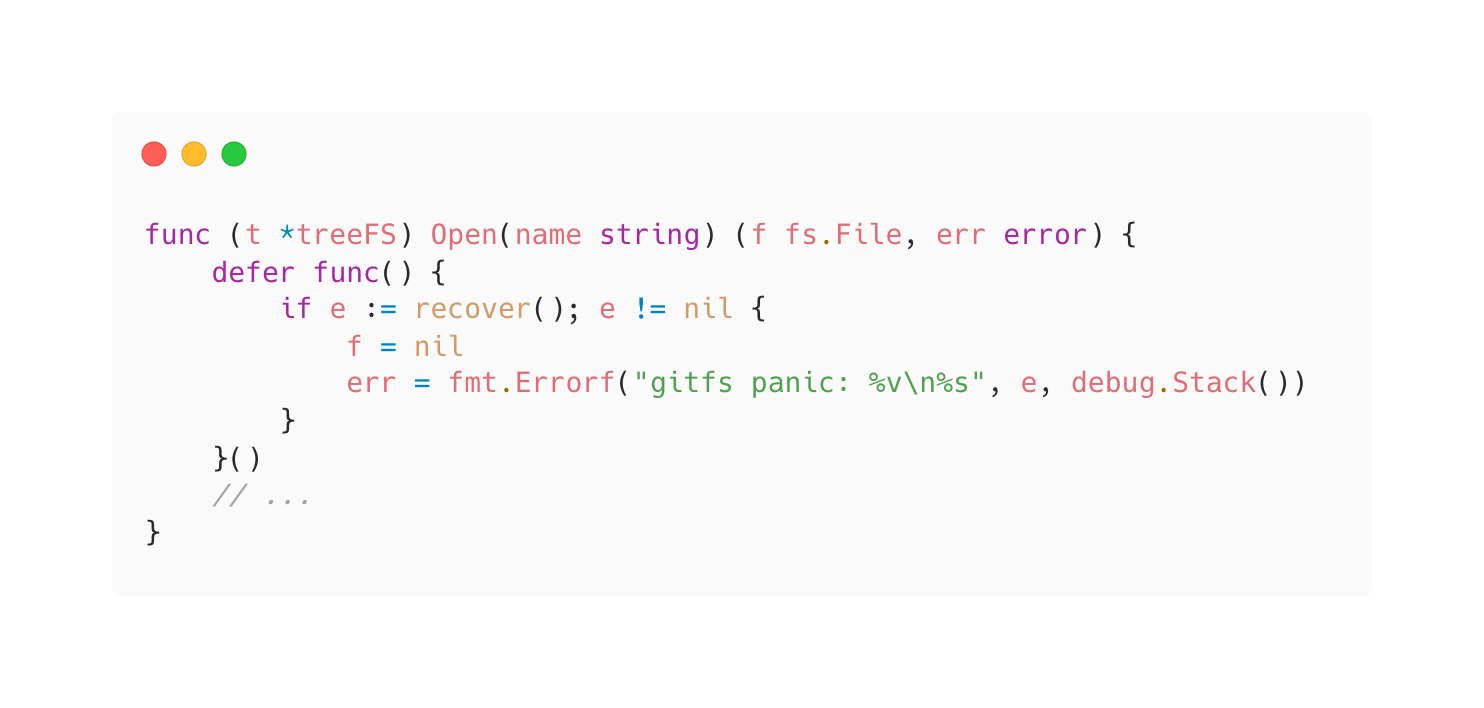 func (t *treeFS) Open(name string) (f fs.File, err error) {
    defer func() {
        if e := recover(); e != nil {
            f = nil
            err = fmt.Errorf("gitfs panic: %v\n%s", e, debug.Stack())
        }
    }()
    // ...
}